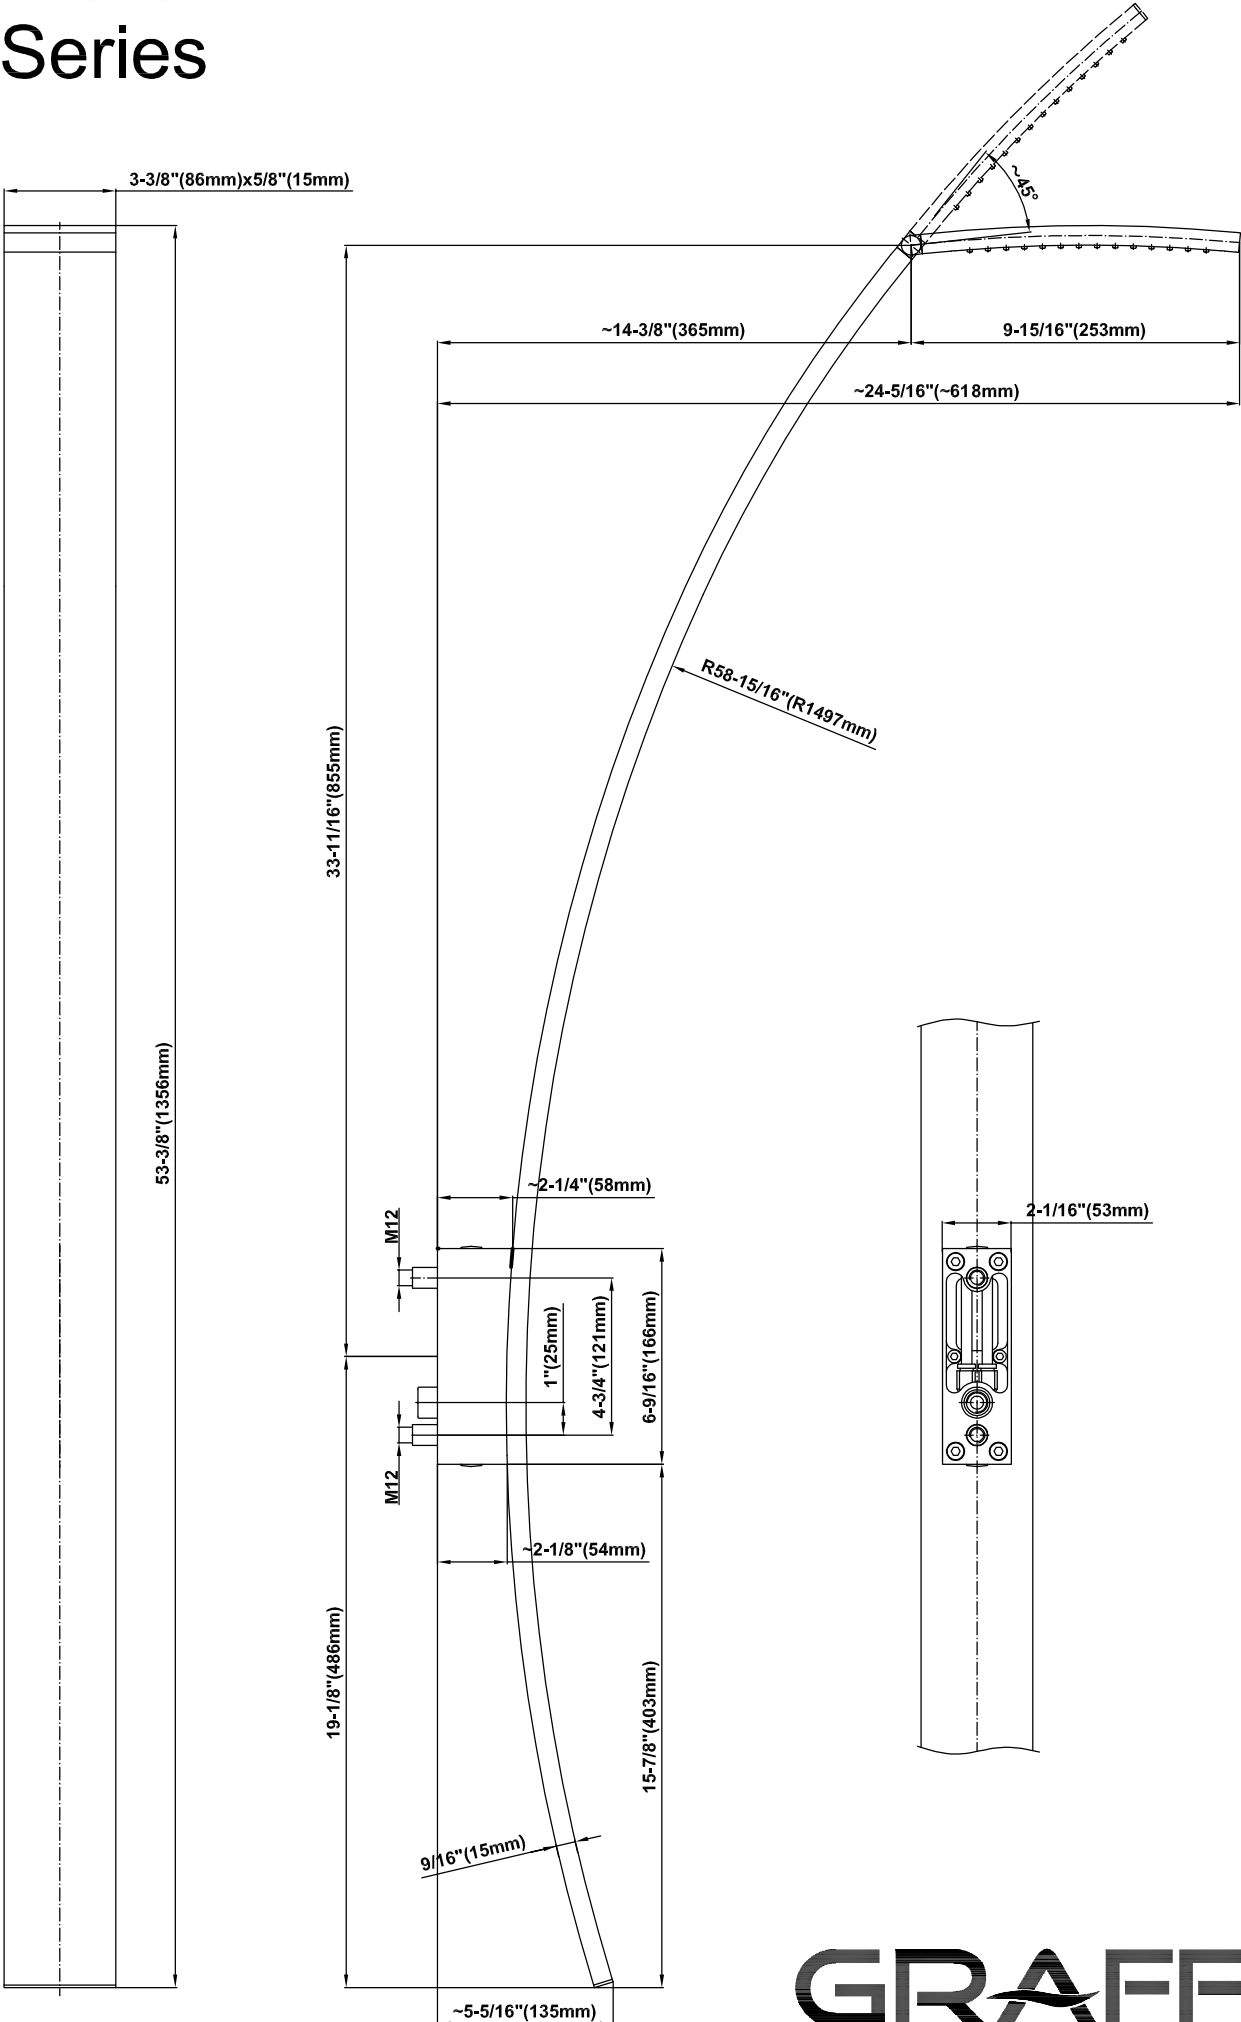 Series
3-3/8"(86mm)x5/8"(15mm)
~45°
~14-3/8"(365mm)
9-15/16"(253mm)
~24-5/16"(~618mm)
R58-15/16"(R1497mm)
33-11/16"(855mm)
53-3/8"(1356mm)
~2-1/4"(58mm)
M12
2-1/16"(53mm)
1"(25mm)
4-3/4"(121mm)
6-9/16"(166mm)
M12
~2-1/8"(54mm)
19-1/8"(486mm)
15-7/8"(403mm)
9/16"(15mm)
~5-5/16"(135mm)
GRAFF